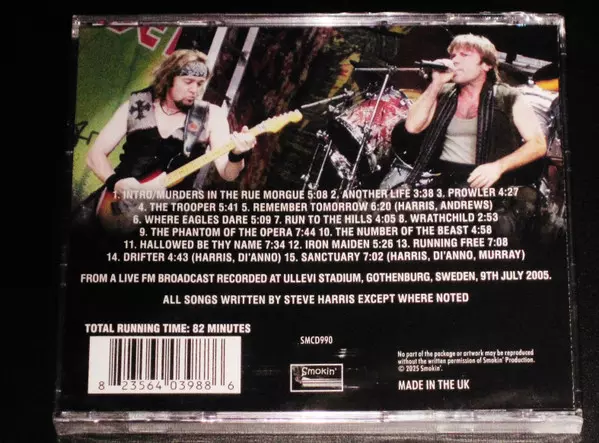 1. INTRO/MURDERS IN THE RUE MORGUE 5:08 2. ANOTHER LIFE 3:38 3. PROWLER 4:27
4. THE TROOPER 5:41 5. REMEMBER TOMORROW 6:20 (HARRIS, ANDREWS)
6. WHERE EAGLES DARE 5:09 7. RUN TO THE HILLS 4:05 8. WRATHCHILD 2:53
9. THE PHANTOM OF THE OPERA 7:44 10. THE NUMBER OF THE BEAST 4:58
11. HALLOWED BE THY NAME 7:34 12. IRON MAIDEN 5:26 13. RUNNING FREE 7:08
14. DRIFTER 4:43 (HARRIS, DI'ANNO) 15. SANCTUARY 7:02 (HARRIS, DI'ANNO, MURRAY)
FROM A LIVE FM BROADCAST RECORDED AT ULLEVI STADIUM, GOTHENBURG, SWEDEN, 9TH JULY 2005.
ALL SONGS WRITTEN BY STEVE HARRIS EXCEPT WHERE NOTED
TOTAL RUNNING TIME: 82 MINUTES
8 23564 03988 6
SMCD990
Smokin'
No part of the package or artwork may be reproduced
without the written permission of Smokin' Production.
© 2025 Smokin'.
MADE IN THE UK